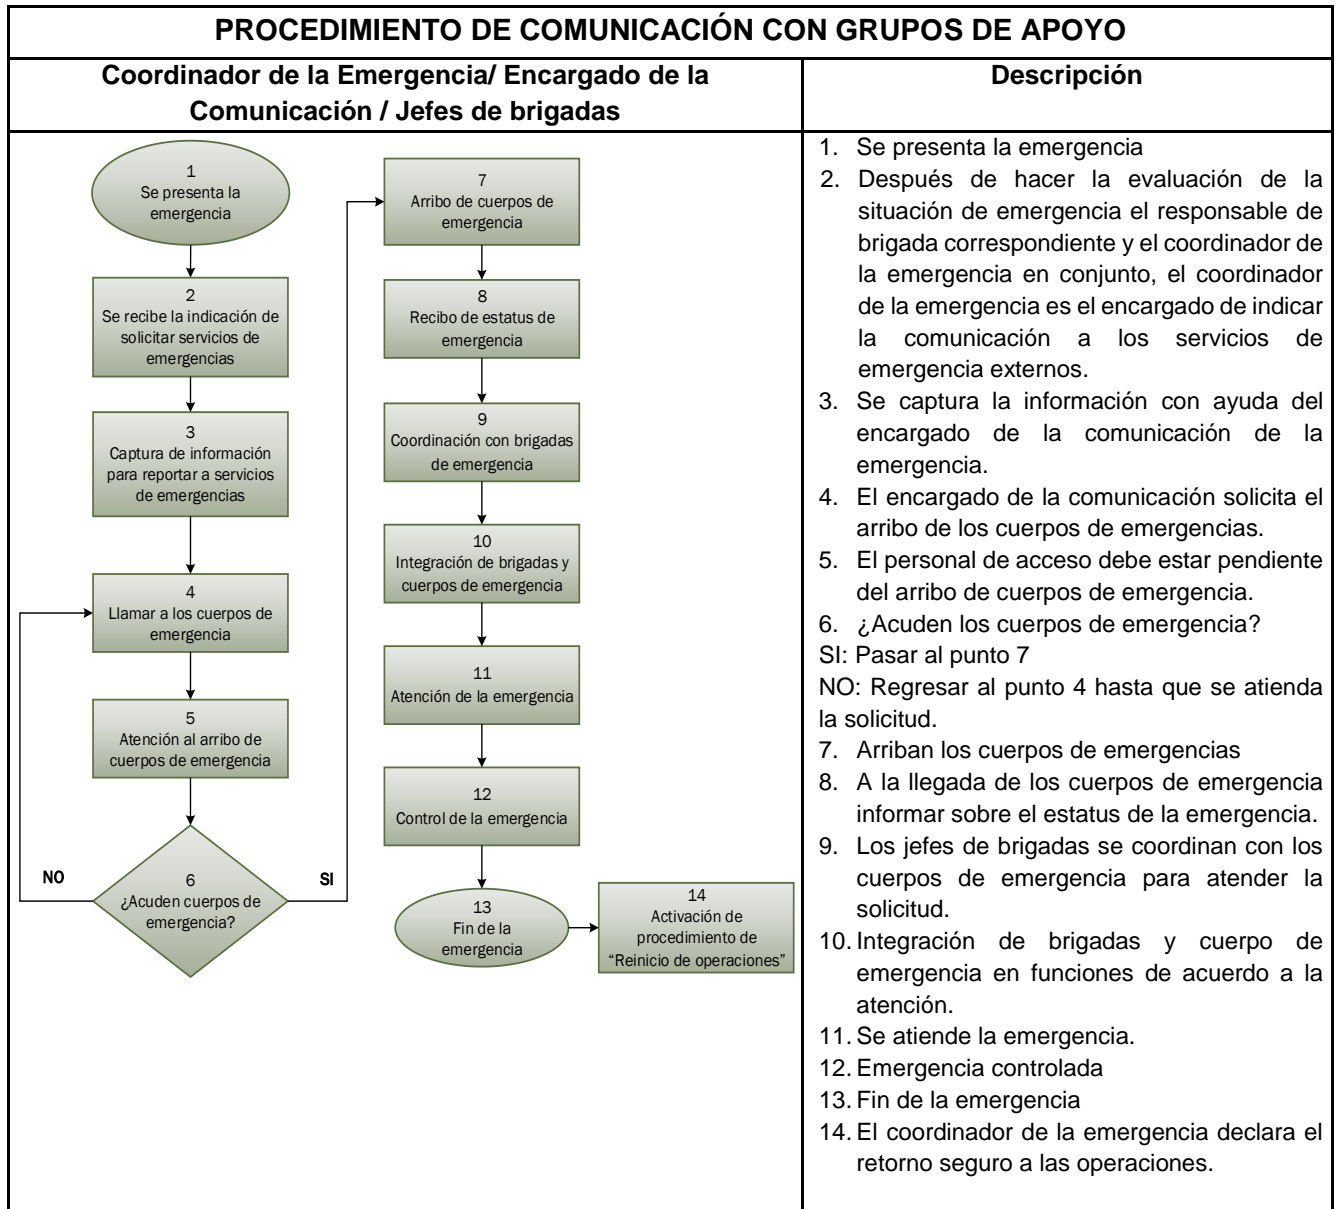 PROCEDIMIENTO DE COMUNICACIÓN CON GRUPOS DE APOYO
Coordinador de la Emergencia/ Encargado de la
Comunicación / Jefes de brigadas
Descripción
1
Se presenta la
emergencia
2
Se recibe la indicación de
solicitar servicios de
emergencias
3
Captura de información
para reportar a servicios
de emergencias
4
Llamar a los cuerpos de
emergencia
5
Atención al arribo de
cuerpos de emergencia
6
¿Acuden cuerpos de
emergencia?
NO
SI
7
Arribo de cuerpos de
emergencia
8
Recibo de estatus de
emergencia
9
Coordinación con brigadas
de emergencia
10
Integración de brigadas y
cuerpos de emergencia
11
Atención de la emergencia
12
Control de la emergencia
13
Fin de la
emergencia
14
Activación de
procedimiento de
“Reinicio de operaciones”
1. Se presenta la emergencia
2. Después de hacer la evaluación de la
situación de emergencia el responsable de
brigada correspondiente y el coordinador de
la emergencia en conjunto, el coordinador
de la emergencia es el encargado de indicar
la comunicación a los servicios de
emergencia externos.
3. Se captura la información con ayuda del
encargado de la comunicación de la
emergencia.
4. El encargado de la comunicación solicita el
arribo de los cuerpos de emergencias.
5. El personal de acceso debe estar pendiente
del arribo de cuerpos de emergencia.
6. ¿Acuden los cuerpos de emergencia?
SI: Pasar al punto 7
NO: Regresar al punto 4 hasta que se atienda
la solicitud.
7. Arriban los cuerpos de emergencias
8. A la llegada de los cuerpos de emergencia
informar sobre el estatus de la emergencia.
9. Los jefes de brigadas se coordinan con los
cuerpos de emergencia para atender la
solicitud.
10. Integración de brigadas y cuerpo de
emergencia en funciones de acuerdo a la
atención.
11. Se atiende la emergencia.
12. Emergencia controlada
13. Fin de la emergencia
14. El coordinador de la emergencia declara el
retorno seguro a las operaciones.